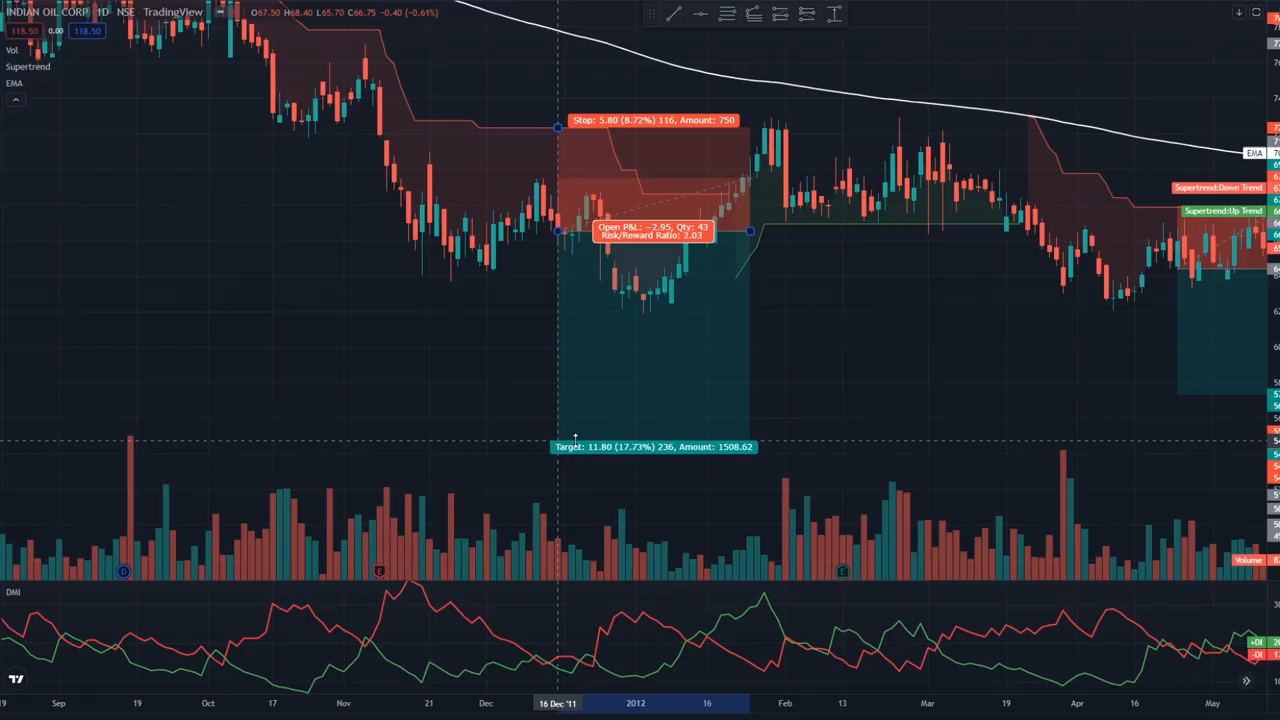 INDIAN OIL CORP · 1D · NSE TradingView
O67.50 H68.40 L65.70 C66.75 −0.40 (−0.61%)
118.50 0.00 118.50
Vol
Supertrend
EMA
Stop: 5.80 (8.72%) 116, Amount: 750
EMA
Supertrend:Down Trend
Supertrend:Up Trend
Open P&L: −2.95, Qty: 43
Risk/Reward Ratio: 2.03
Target: 11.80 (17.73%) 236, Amount: 1508.62
Volume
D
E
E
DMI
+DI
-DI
Sep Oct 17 Nov 21 Dec 16 Dec '11 2012 16 Feb 13 Mar 19 Apr 16 May